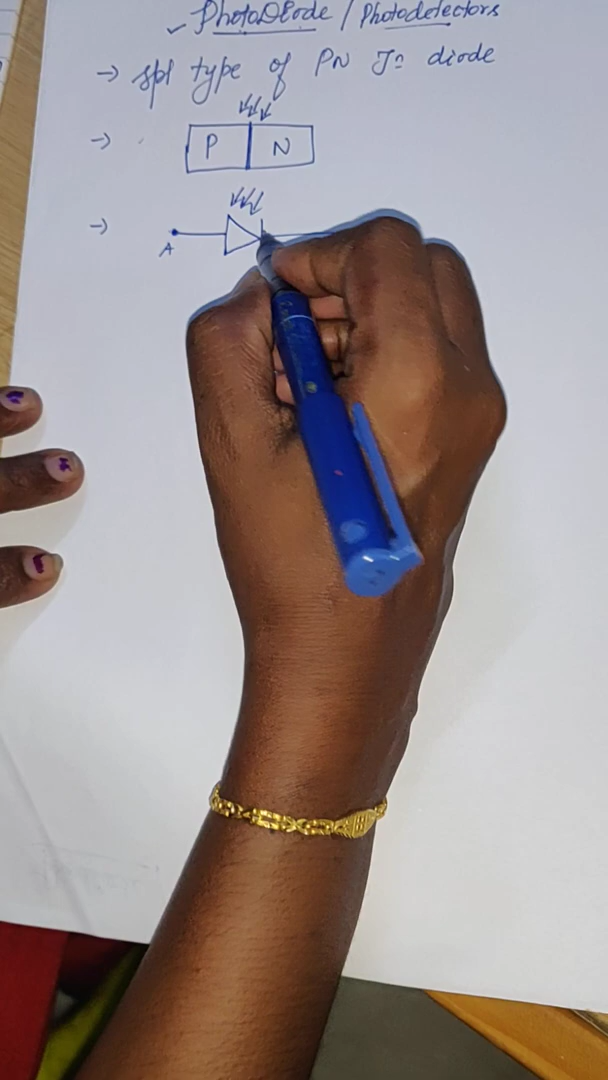 PhotoDiode / Photodetectors
→ Spl type of PN Jn diode
→ P N
→ A